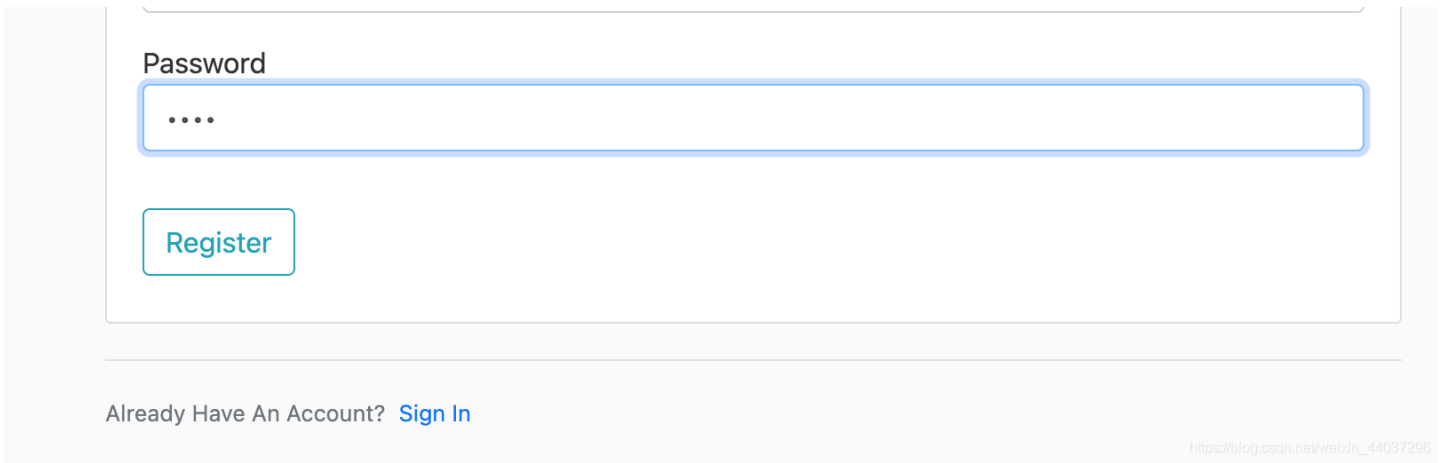 Password
••••
Register
Already Have An Account? Sign In
https://blog.csdn.net/weixin_44037296